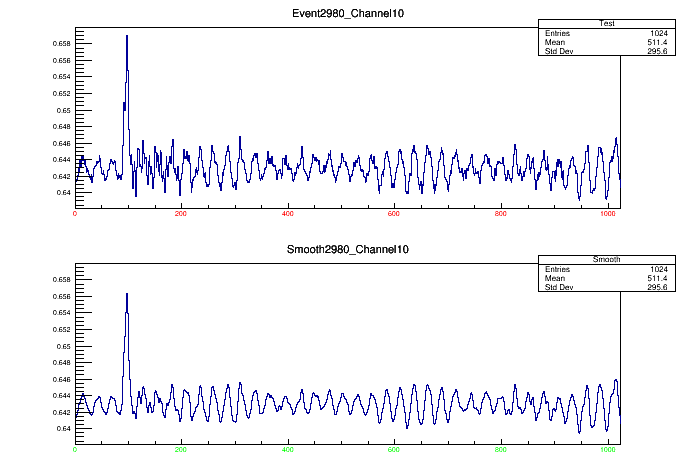 Event2980_Channel10
Test
Entries 1024
Mean 511.4
Std Dev 295.6
0.658
0.656
0.654
0.652
0.65
0.648
0.646
0.644
0.642
0.64
0 200 400 600 800 1000
Smooth2980_Channel10
Smooth
Entries 1024
Mean 511.4
Std Dev 295.6
0.658
0.656
0.654
0.652
0.65
0.648
0.646
0.644
0.642
0.64
0 200 400 600 800 1000